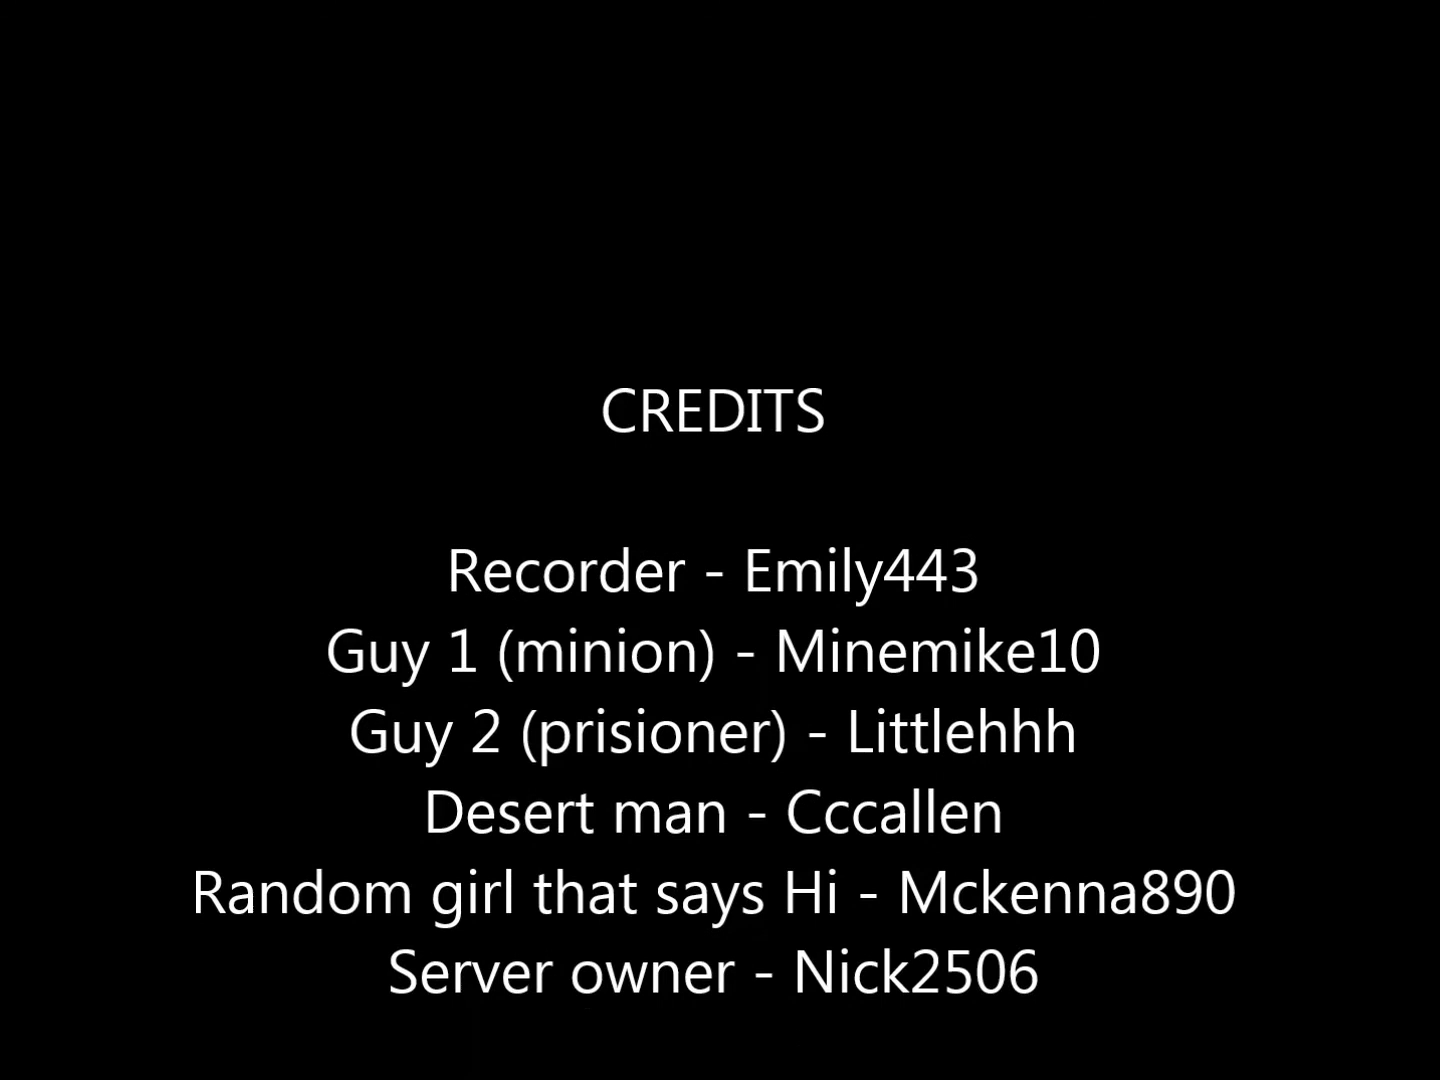 CREDITS
Recorder - Emily443
Guy 1 (minion) - Minemike10
Guy 2 (prisioner) - Littlehhh
Desert man - Cccallen
Random girl that says Hi - Mckenna890
Server owner - Nick2506